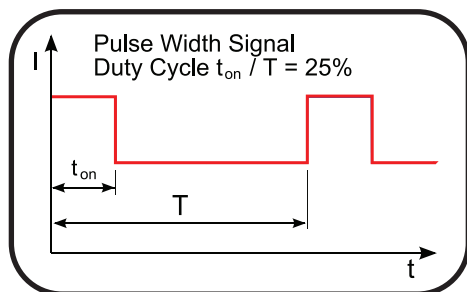 I
Pulse Width Signal
Duty Cycle ton / T = 25%
ton
T
t